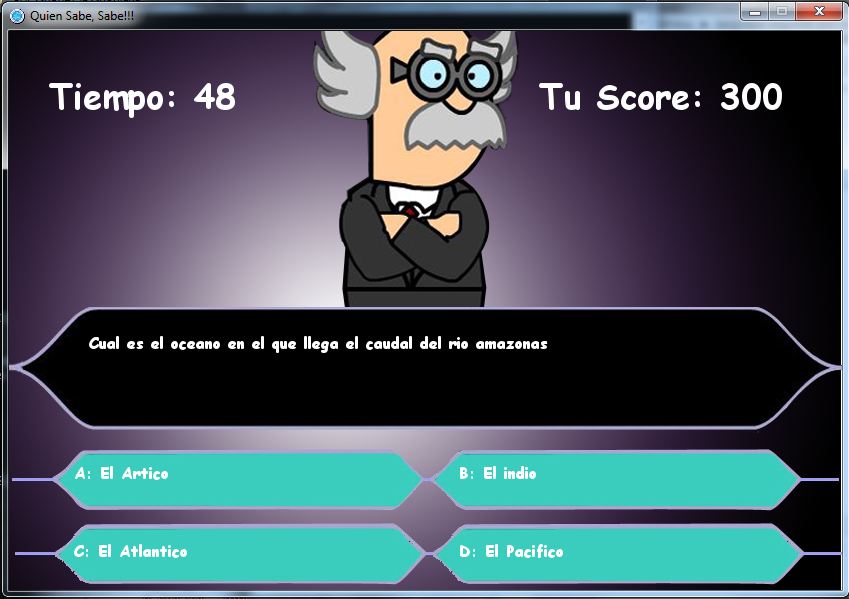 Quien Sabe, Sabe!!!
Tiempo: 48
Tu Score: 300
Cual es el oceano en el que llega el caudal del rio amazonas
A: El Artico
B: El indio
C: El Atlantico
D: El Pacifico